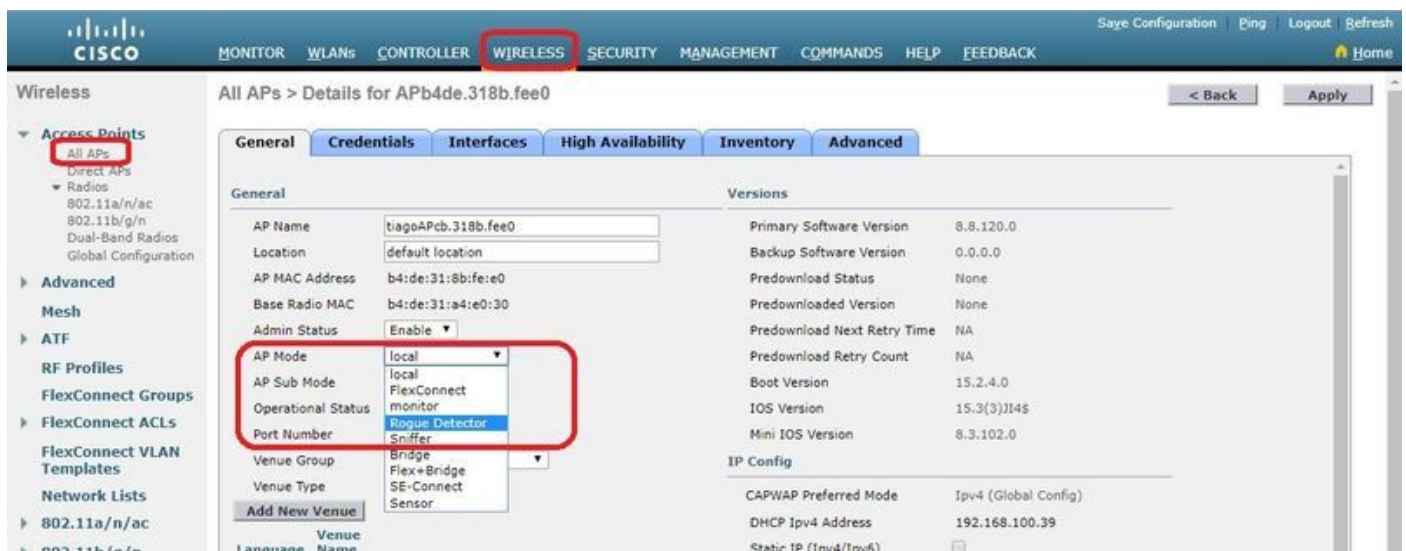 Save Configuration Ping Logout Refresh
CISCO
MONITOR WLANs CONTROLLER WIRELESS SECURITY MANAGEMENT COMMANDS HELP FEEDBACK
Home
Wireless
All APs > Details for APb4de.318b.fee0
< Back
Apply
Access Points
All APs
Direct APs
Radios
802.11a/n/ac
802.11b/g/n
Dual-Band Radios
Global Configuration
Advanced
Mesh
ATF
RF Profiles
FlexConnect Groups
FlexConnect ACLs
FlexConnect VLAN
Templates
Network Lists
802.11a/n/ac
802.11b/g/n
General Credentials Interfaces High Availability Inventory Advanced
General
AP Name tiagoAPcb.318b.fee0
Location default location
AP MAC Address b4:de:31:8b:fe:e0
Base Radio MAC b4:de:31:a4:e0:30
Admin Status Enable
AP Mode local
AP Sub Mode
Operational Status
Port Number
Venue Group
Venue Type
local
FlexConnect
monitor
Rogue Detector
Sniffer
Bridge
Flex+Bridge
SE-Connect
Sensor
Add New Venue
Venue
Language Name
Versions
Primary Software Version 8.8.120.0
Backup Software Version 0.0.0.0
Predownload Status None
Predownloaded Version None
Predownload Next Retry Time NA
Predownload Retry Count NA
Boot Version 15.2.4.0
IOS Version 15.3(3)JI4$
Mini IOS Version 8.3.102.0
IP Config
CAPWAP Preferred Mode Ipv4 (Global Config)
DHCP Ipv4 Address 192.168.100.39
Static IP (Ipv4/Ipv6)